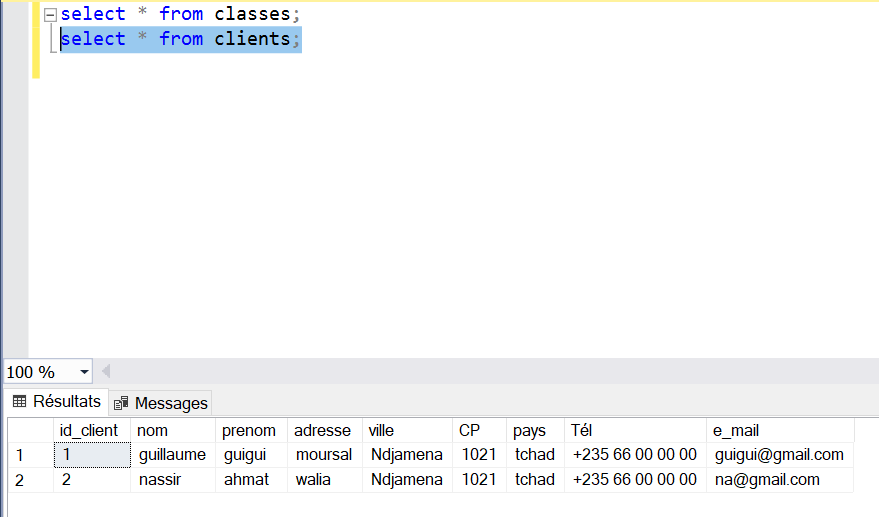 select * from classes;
select * from clients;
100 %
Résultats Messages
id_client nom prenom adresse ville CP pays Tél e_mail
1 1 guillaume guigui moursal Ndjamena 1021 tchad +235 66 00 00 00 guigui@gmail.com
2 2 nassir ahmat walia Ndjamena 1021 tchad +235 66 00 00 00 na@gmail.com